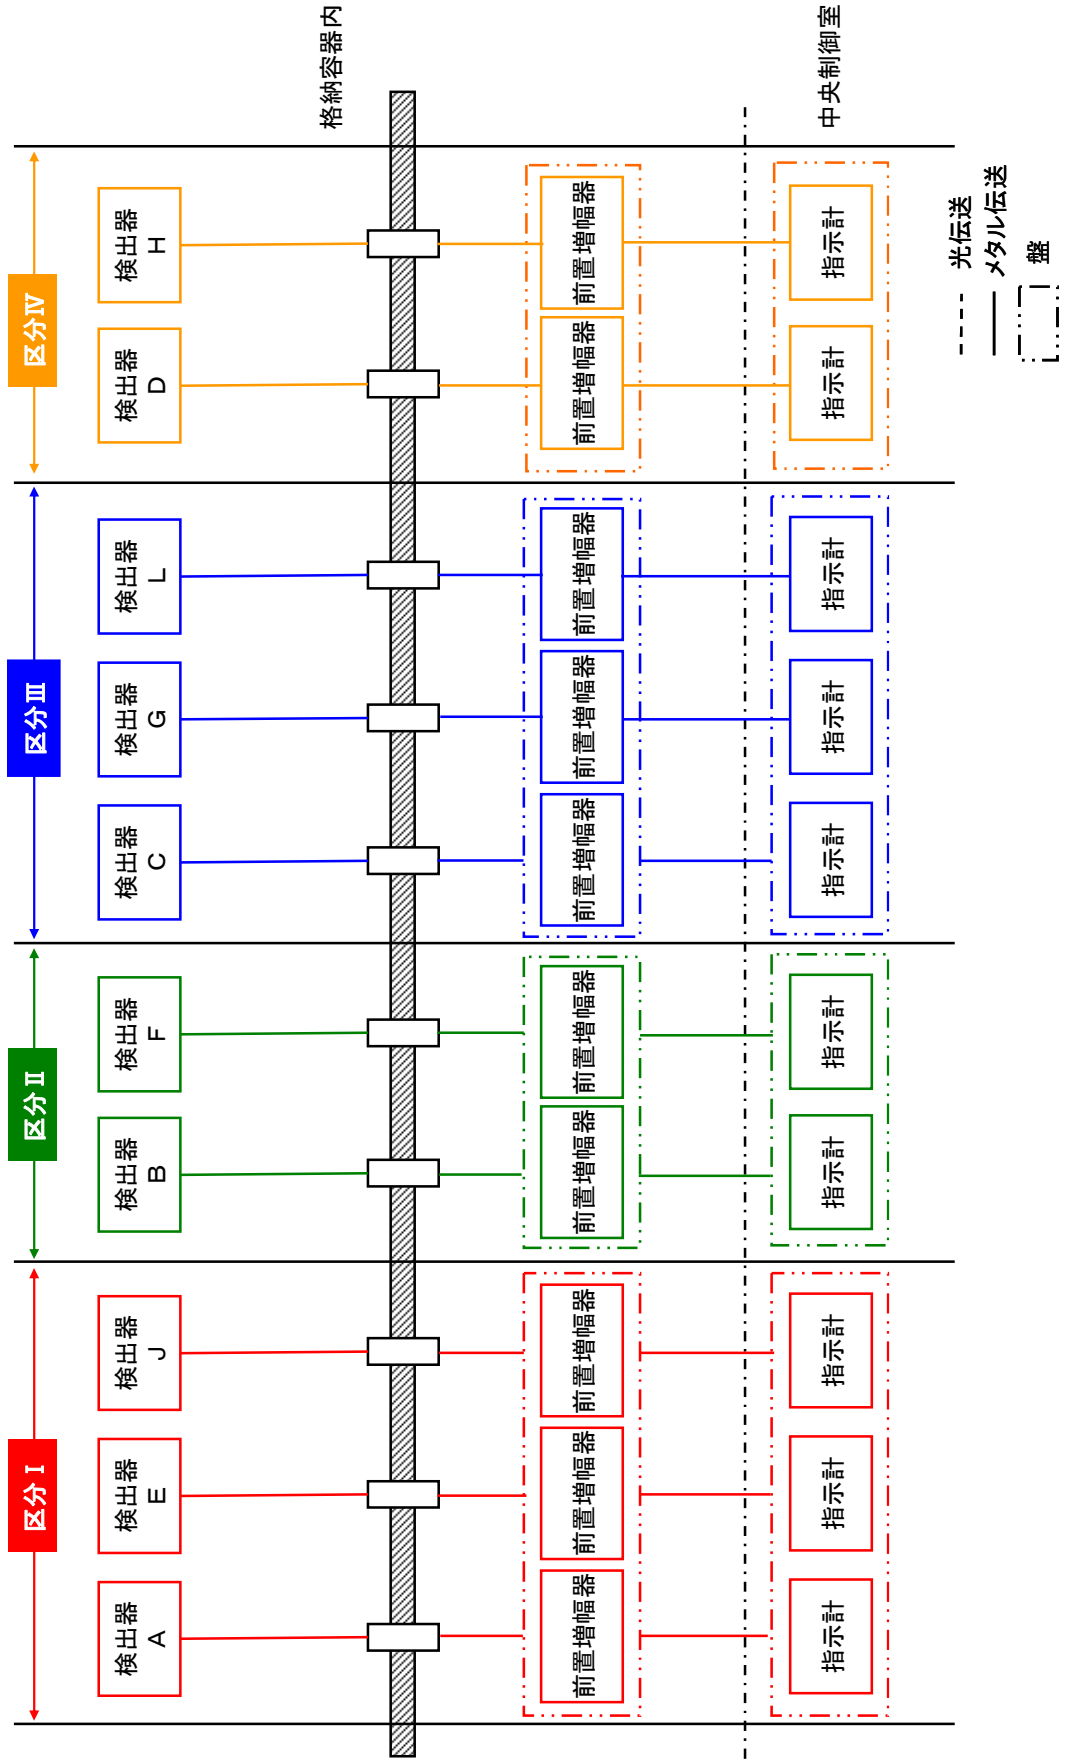 区分Ⅰ
区分Ⅱ
区分Ⅲ
区分Ⅳ
検出器
A
検出器
E
検出器
J
検出器
B
検出器
F
検出器
C
検出器
G
検出器
L
検出器
D
検出器
H
格納容器内
前置増幅器
前置増幅器
前置増幅器
前置増幅器
前置増幅器
前置増幅器
前置増幅器
前置増幅器
前置増幅器
前置増幅器
中央制御室
指示計
指示計
指示計
指示計
指示計
指示計
指示計
指示計
指示計
指示計
光伝送
メタル伝送
盤